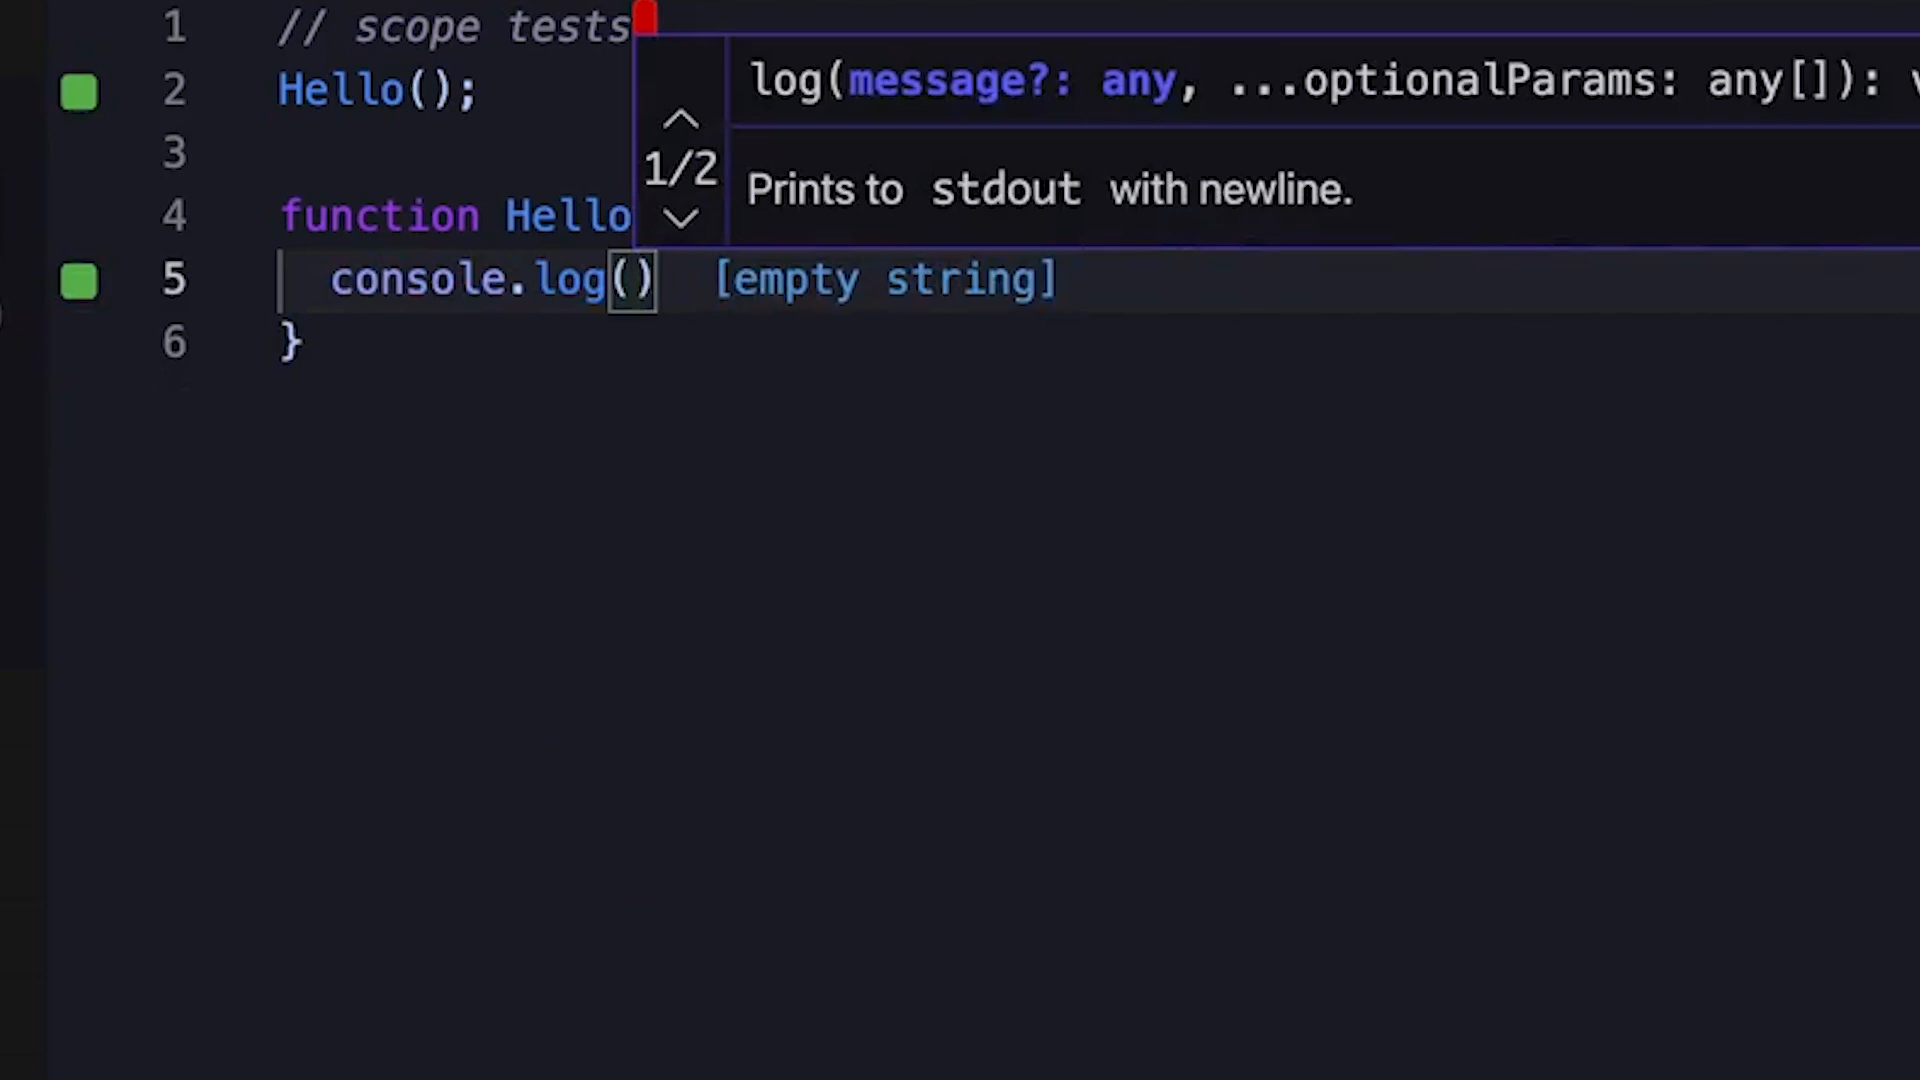 1 // scope tests
log(message?: any, ...optionalParams: any[]):
2 Hello();
1/2
Prints to stdout with newline.
3
4 function Hello
5 console.log() [empty string]
6 }